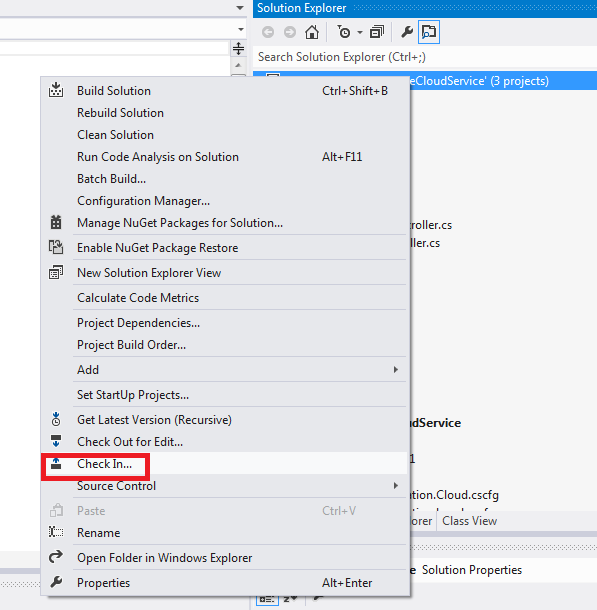 Solution Explorer
Search Solution Explorer (Ctrl+;)
eCloudService' (3 projects)
Build Solution Ctrl+Shift+B
Rebuild Solution
Clean Solution
Run Code Analysis on Solution Alt+F11
Batch Build...
Configuration Manager...
Manage NuGet Packages for Solution...
troller.cs
ller.cs
Enable NuGet Package Restore
New Solution Explorer View
Calculate Code Metrics
Project Dependencies...
Project Build Order...
Add
Set StartUp Projects...
Get Latest Version (Recursive)
udService
Check Out for Edit...
Check In...
1
Source Control
ation.Cloud.cscfg
Paste Ctrl+V
orer Class View
Rename
Open Folder in Windows Explorer
e Solution Properties
Properties Alt+Enter